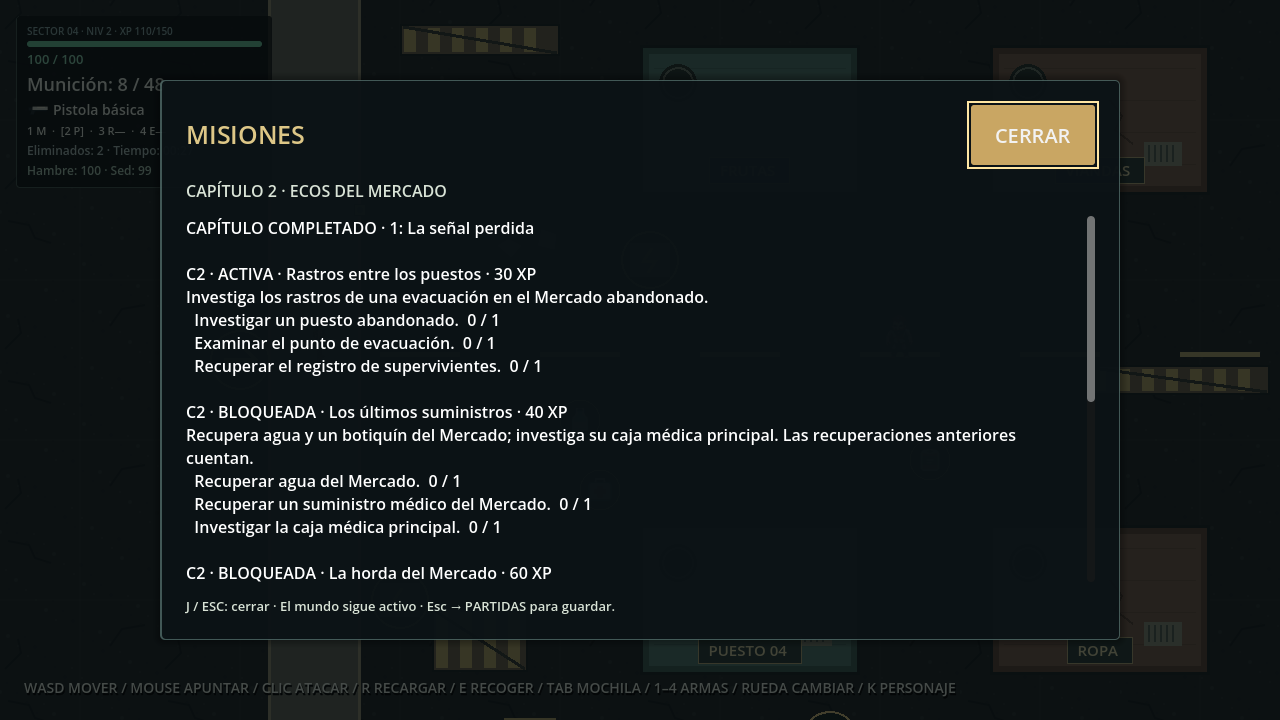 SECTOR 04 · NIV 2 · XP 110/150
100 / 100
Munición: 8 / 48
Pistola básica
1 M · [2 P] · 3 R— · 4 E—
Eliminados: 2 · Tiempo:
Hambre: 100 · Sed: 99
MISIONES
CERRAR
CAPÍTULO 2 · ECOS DEL MERCADO
CAPÍTULO COMPLETADO · 1: La señal perdida
C2 · ACTIVA · Rastros entre los puestos · 30 XP
Investiga los rastros de una evacuación en el Mercado abandonado.
Investigar un puesto abandonado. 0 / 1
Examinar el punto de evacuación. 0 / 1
Recuperar el registro de supervivientes. 0 / 1
C2 · BLOQUEADA · Los últimos suministros · 40 XP
Recupera agua y un botiquín del Mercado; investiga su caja médica principal. Las recuperaciones anteriores
cuentan.
Recuperar agua del Mercado. 0 / 1
Recuperar un suministro médico del Mercado. 0 / 1
Investigar la caja médica principal. 0 / 1
C2 · BLOQUEADA · La horda del Mercado · 60 XP
J / ESC: cerrar · El mundo sigue activo · Esc → PARTIDAS para guardar.
PUESTO 04
ROPA
WASD MOVER / MOUSE APUNTAR / CLIC ATACAR / R RECARGAR / E RECOGER / TAB MOCHILA / 1–4 ARMAS / RUEDA CAMBIAR / K PERSONAJE